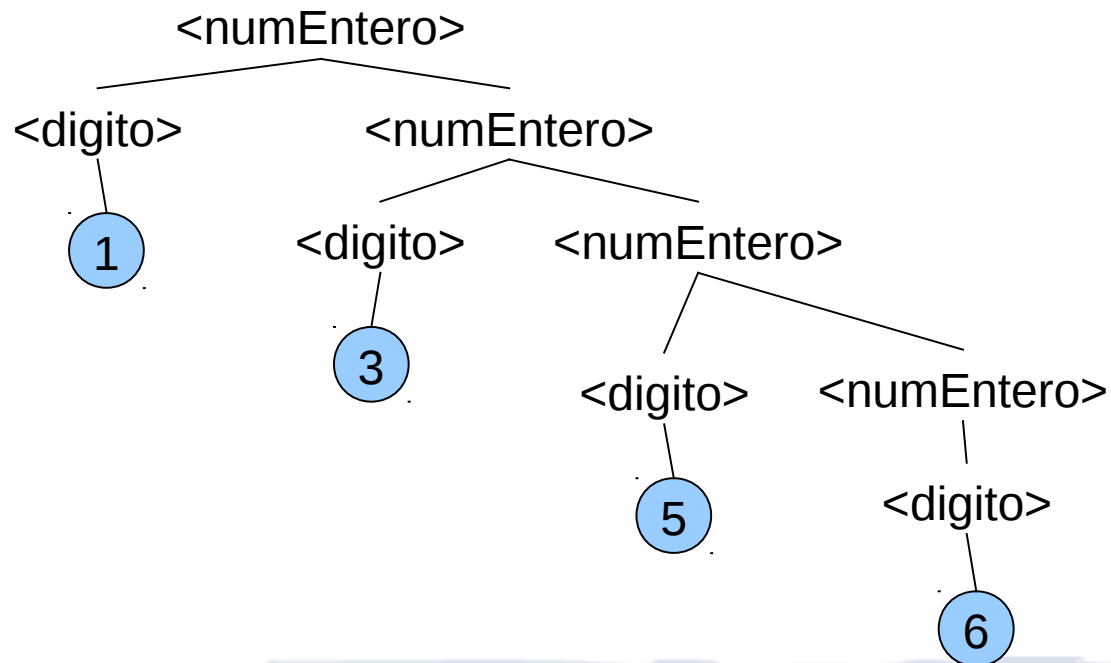 <numEntero>
<digito> <numEntero>
1 <digito> <numEntero>
3 <digito> <numEntero>
5 <digito>
6